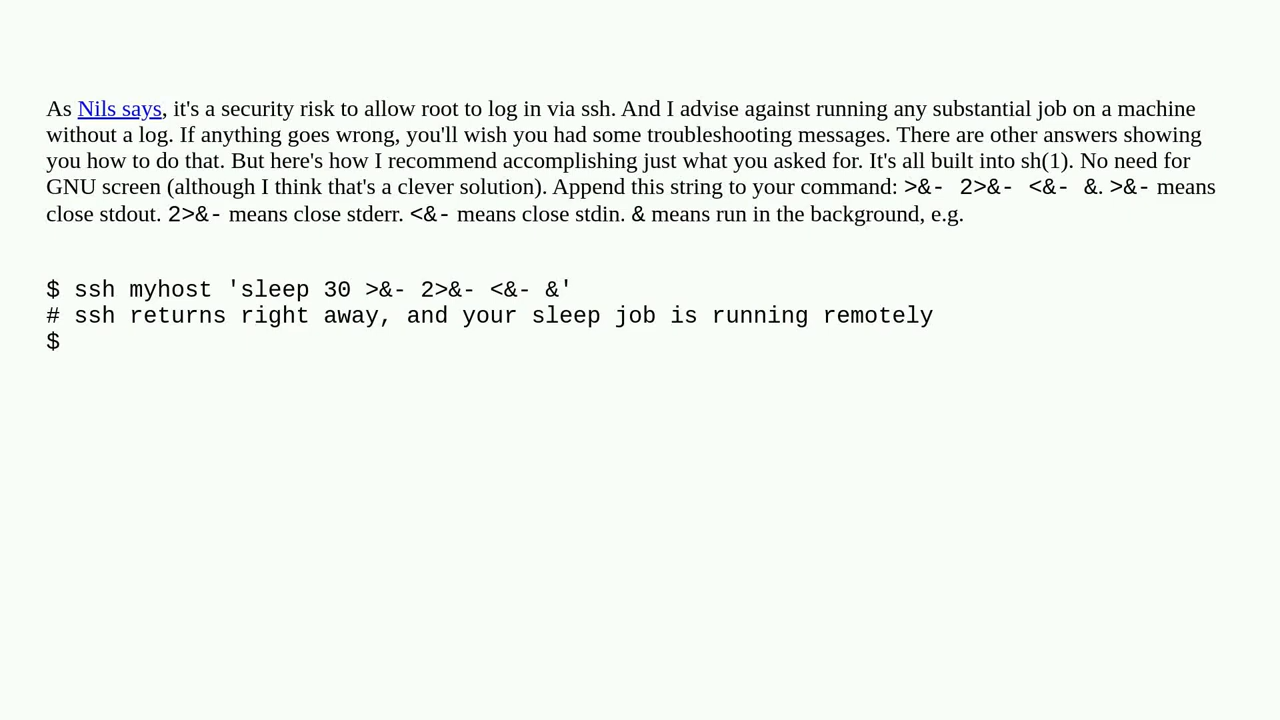 As Nils says, it's a security risk to allow root to log in via ssh. And I advise against running any substantial job on a machine
without a log. If anything goes wrong, you'll wish you had some troubleshooting messages. There are other answers showing
you how to do that. But here's how I recommend accomplishing just what you asked for. It's all built into sh(1). No need for
GNU screen (although I think that's a clever solution). Append this string to your command: >&- 2>&- <&- &. >&- means
close stdout. 2>&- means close stderr. <&- means close stdin. & means run in the background, e.g.
$ ssh myhost 'sleep 30 >&- 2>&- <&- &'
# ssh returns right away, and your sleep job is running remotely
$